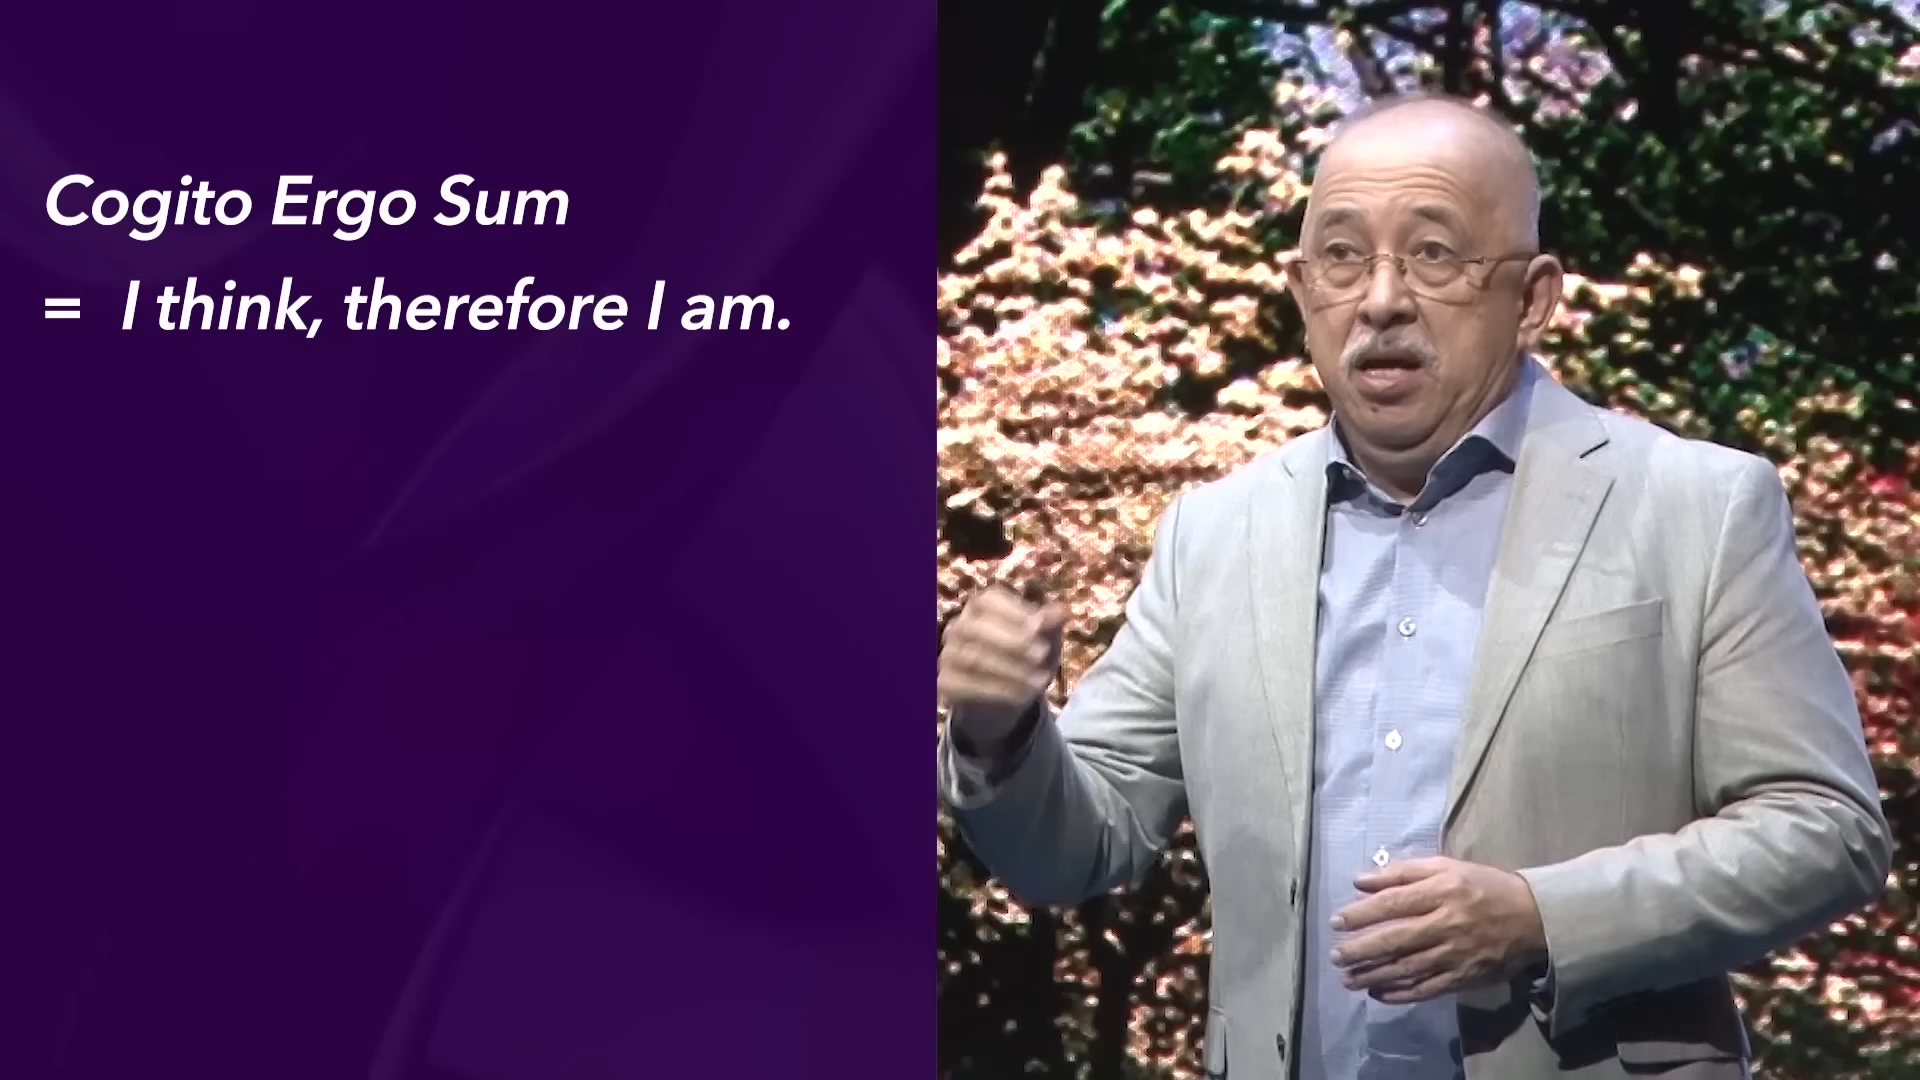 Cogito Ergo Sum
= I think, therefore I am.